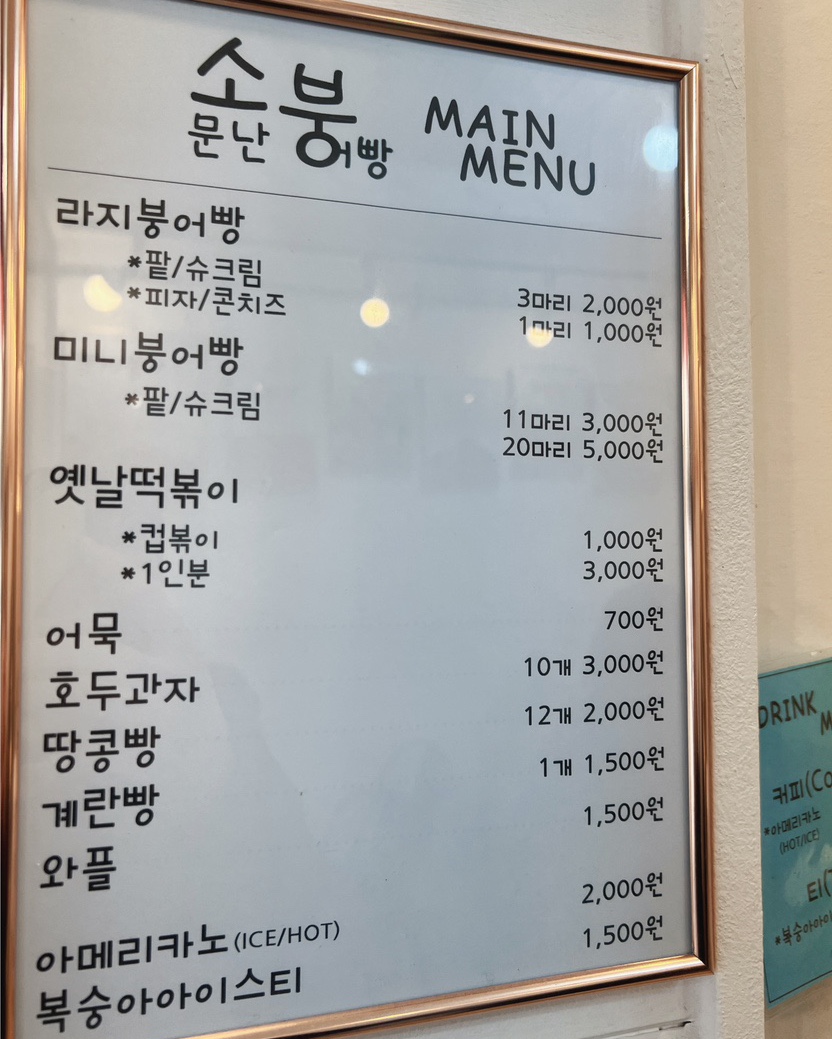 소문난 붕어빵 MAIN MENU
라지붕어빵
*팥/슈크림 3마리 2,000원
*피자/콘치즈 1마리 1,000원
미니붕어빵
*팥/슈크림 11마리 3,000원
20마리 5,000원
옛날떡볶이
*컵볶이 1,000원
*1인분 3,000원
어묵 700원
호두과자 10개 3,000원
땅콩빵 12개 2,000원
계란빵 1개 1,500원
와플 1,500원
아메리카노(ICE/HOT) 2,000원
복숭아아이스티 1,500원
DRINK
커피(Co
*아메리카노
(HOT/ICE)
티(
*복숭아아이